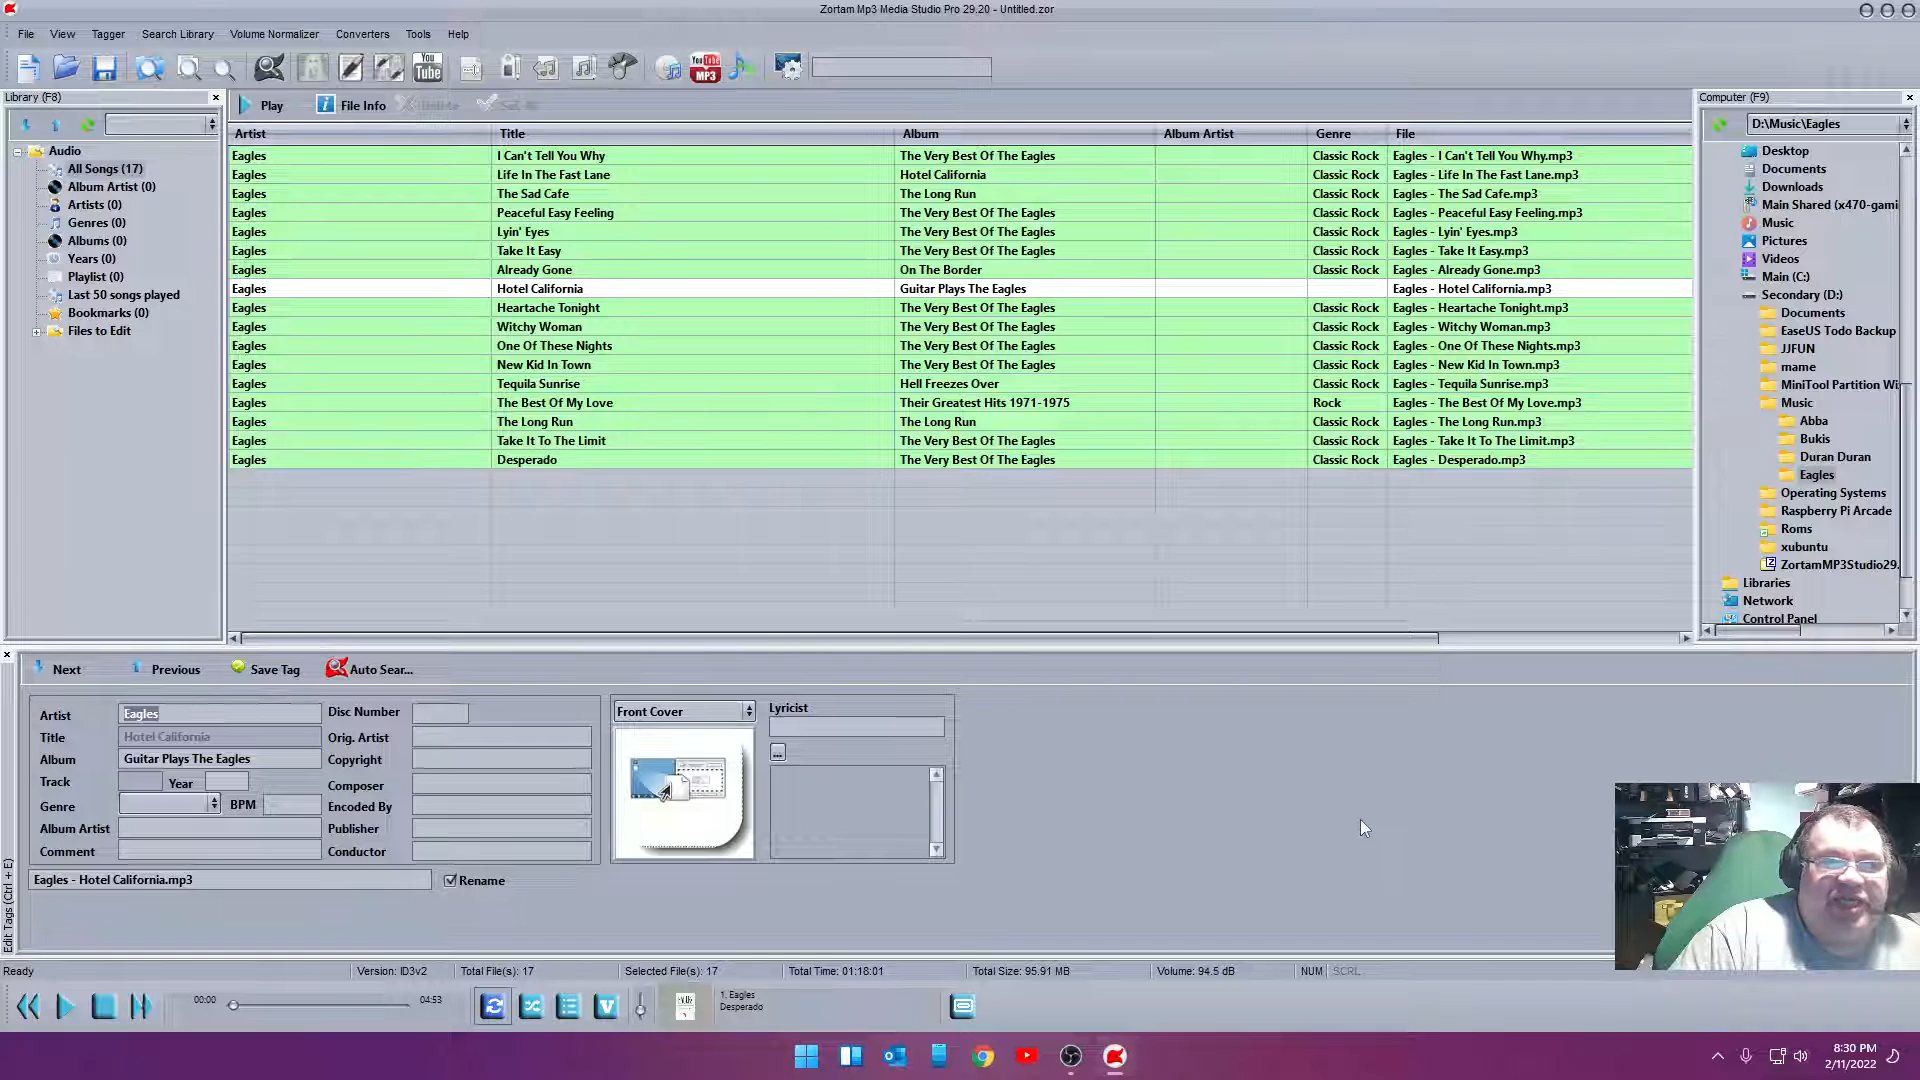 Zortam Mp3 Media Studio Pro 29.20 - Untitled.zor
File View Tagger Search Library Volume Normalizer Converters Tools Help
You Tube
You Tube MP3
Library (F8)
Audio
All Songs (17)
Album Artist (0)
Artists (0)
Genres (0)
Albums (0)
Years (0)
Playlist (0)
Last 50 songs played
Bookmarks (0)
Files to Edit
Play File Info
Artist Title Album Album Artist Genre File
Eagles I Can't Tell You Why The Very Best Of The Eagles Classic Rock Eagles - I Can't Tell You Why.mp3
Eagles Life In The Fast Lane Hotel California Classic Rock Eagles - Life In The Fast Lane.mp3
Eagles The Sad Cafe The Long Run Classic Rock Eagles - The Sad Cafe.mp3
Eagles Peaceful Easy Feeling The Very Best Of The Eagles Classic Rock Eagles - Peaceful Easy Feeling.mp3
Eagles Lyin' Eyes The Very Best Of The Eagles Classic Rock Eagles - Lyin' Eyes.mp3
Eagles Take It Easy The Very Best Of The Eagles Classic Rock Eagles - Take It Easy.mp3
Eagles Already Gone On The Border Classic Rock Eagles - Already Gone.mp3
Eagles Hotel California Guitar Plays The Eagles Eagles - Hotel California.mp3
Eagles Heartache Tonight The Very Best Of The Eagles Classic Rock Eagles - Heartache Tonight.mp3
Eagles Witchy Woman The Very Best Of The Eagles Classic Rock Eagles - Witchy Woman.mp3
Eagles One Of These Nights The Very Best Of The Eagles Classic Rock Eagles - One Of These Nights.mp3
Eagles New Kid In Town The Very Best Of The Eagles Classic Rock Eagles - New Kid In Town.mp3
Eagles Tequila Sunrise Hell Freezes Over Classic Rock Eagles - Tequila Sunrise.mp3
Eagles The Best Of My Love Their Greatest Hits 1971-1975 Rock Eagles - The Best Of My Love.mp3
Eagles The Long Run The Long Run Classic Rock Eagles - The Long Run.mp3
Eagles Take It To The Limit The Very Best Of The Eagles Classic Rock Eagles - Take It To The Limit.mp3
Eagles Desperado The Very Best Of The Eagles Classic Rock Eagles - Desperado.mp3
Computer (F9)
D:\Music\Eagles
Desktop
Documents
Downloads
Main Shared (x470-gami
Music
Pictures
Videos
Main (C:)
Secondary (D:)
Documents
EaseUS Todo Backup
JJFUN
mame
MiniTool Partition Wi
Music
Abba
Bukis
Duran Duran
Eagles
Operating Systems
Raspberry Pi Arcade
Roms
xubuntu
ZortamMP3Studio29.
Libraries
Network
Control Panel
Next Previous Save Tag Auto Sear...
Artist Eagles
Title Hotel California
Album Guitar Plays The Eagles
Track Year
Genre BPM
Album Artist
Comment
Disc Number
Orig. Artist
Copyright
Composer
Encoded By
Publisher
Conductor
Front Cover
Lyricist
...
Eagles - Hotel California.mp3 Rename
Edit Tags (Ctrl + E)
Ready Version: ID3v2 Total File(s): 17 Selected File(s): 17 Total Time: 01:18:01 Total Size: 95.91 MB Volume: 94.5 dB NUM SCRL
00:00 04:53
V
1. Eagles
Desperado
8:30 PM
2/11/2022